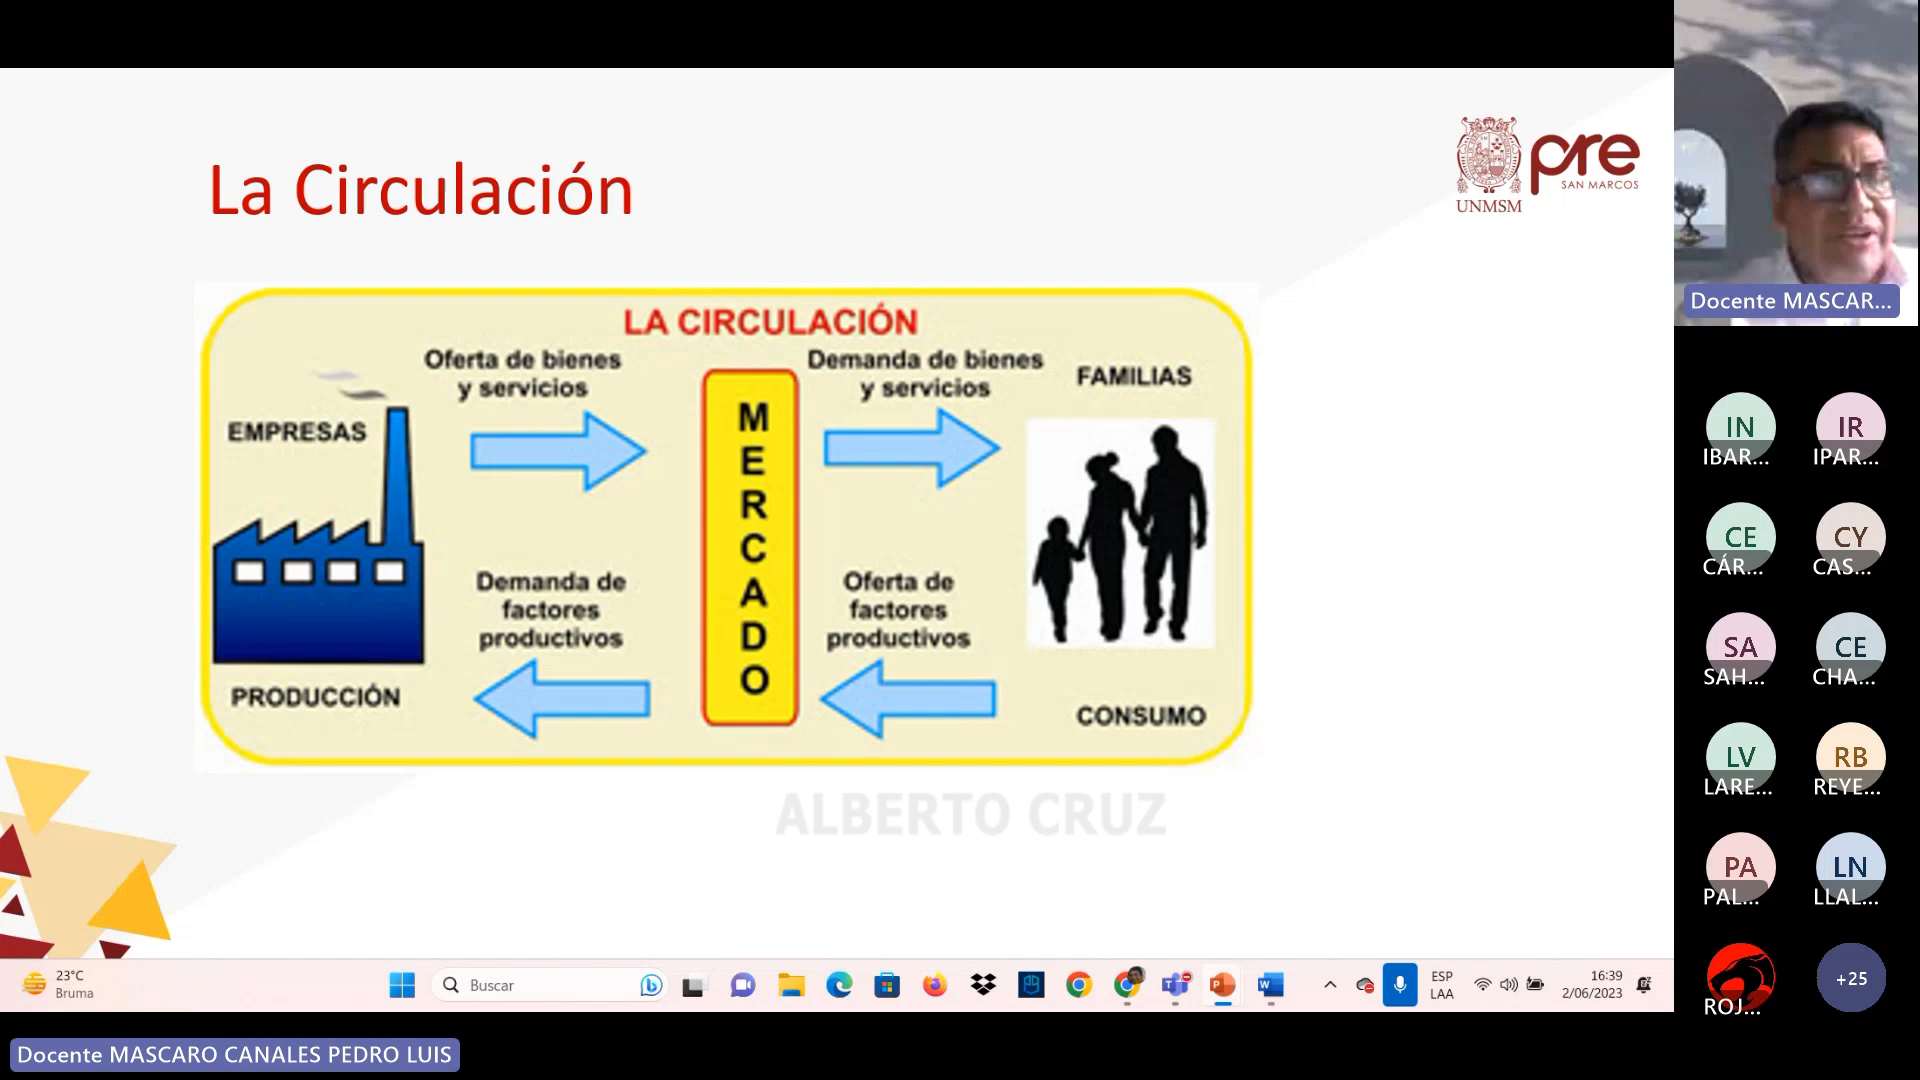 La Circulación
pre
SAN MARCOS
UNMSM
LA CIRCULACIÓN
Oferta de bienes
y servicios
Demanda de bienes
y servicios
FAMILIAS
EMPRESAS
M
E
R
C
A
D
O
Demanda de
factores
productivos
Oferta de
factores
productivos
PRODUCCIÓN
CONSUMO
ALBERTO CRUZ
23°C
Bruma
Buscar
ESP
LAA
16:39
2/06/2023
Docente MASCARO CANALES PEDRO LUIS
Docente MASCAR...
IN
IBAR...
IR
IPAR...
CE
CÁR...
CY
CAS...
SA
SAH...
CE
CHA...
LV
LARE...
RB
REYE...
PA
PAL...
LN
LLAL...
ROJ...
+25